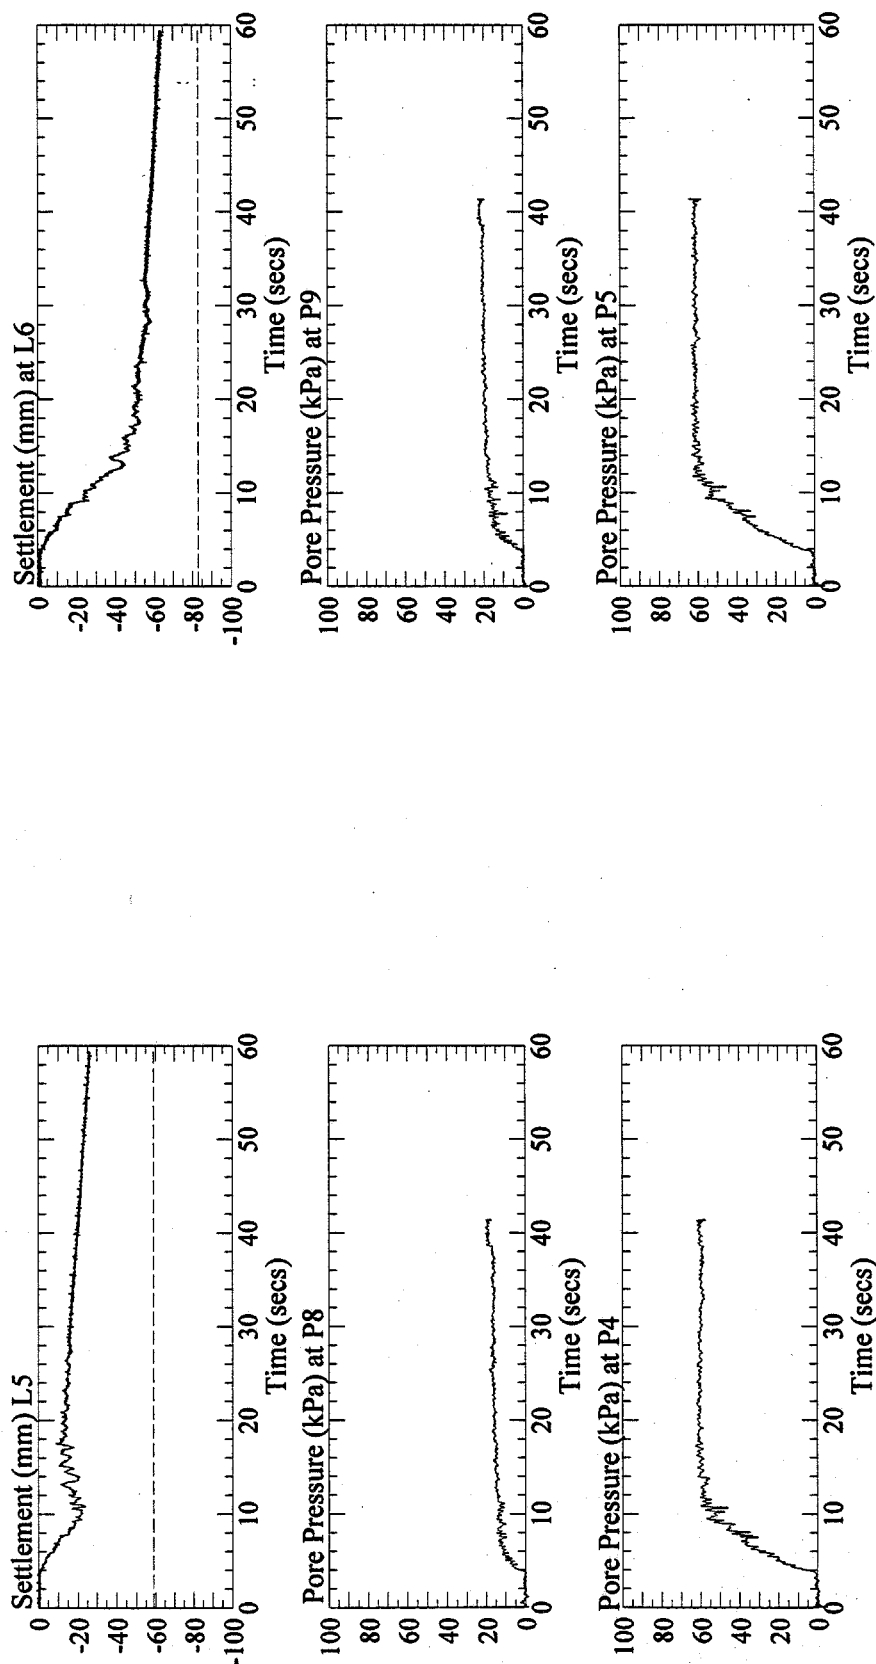 Settlement (mm) at L6
0
-20
-40
-60
-80
-100
0 10 20 30 40 50 60
Time (secs)
Pore Pressure (kPa) at P9
100
80
60
40
20
0
0 10 20 30 40 50 60
Time (secs)
Pore Pressure (kPa) at P5
100
80
60
40
20
0
0 10 20 30 40 50 60
Time (secs)
Settlement (mm) L5
0
-20
-40
-60
-80
-100
0 10 20 30 40 50 60
Time (secs)
Pore Pressure (kPa) at P8
100
80
60
40
20
0
0 10 20 30 40 50 60
Time (secs)
Pore Pressure (kPa) at P4
100
80
60
40
20
0
0 10 20 30 40 50 60
Time (secs)